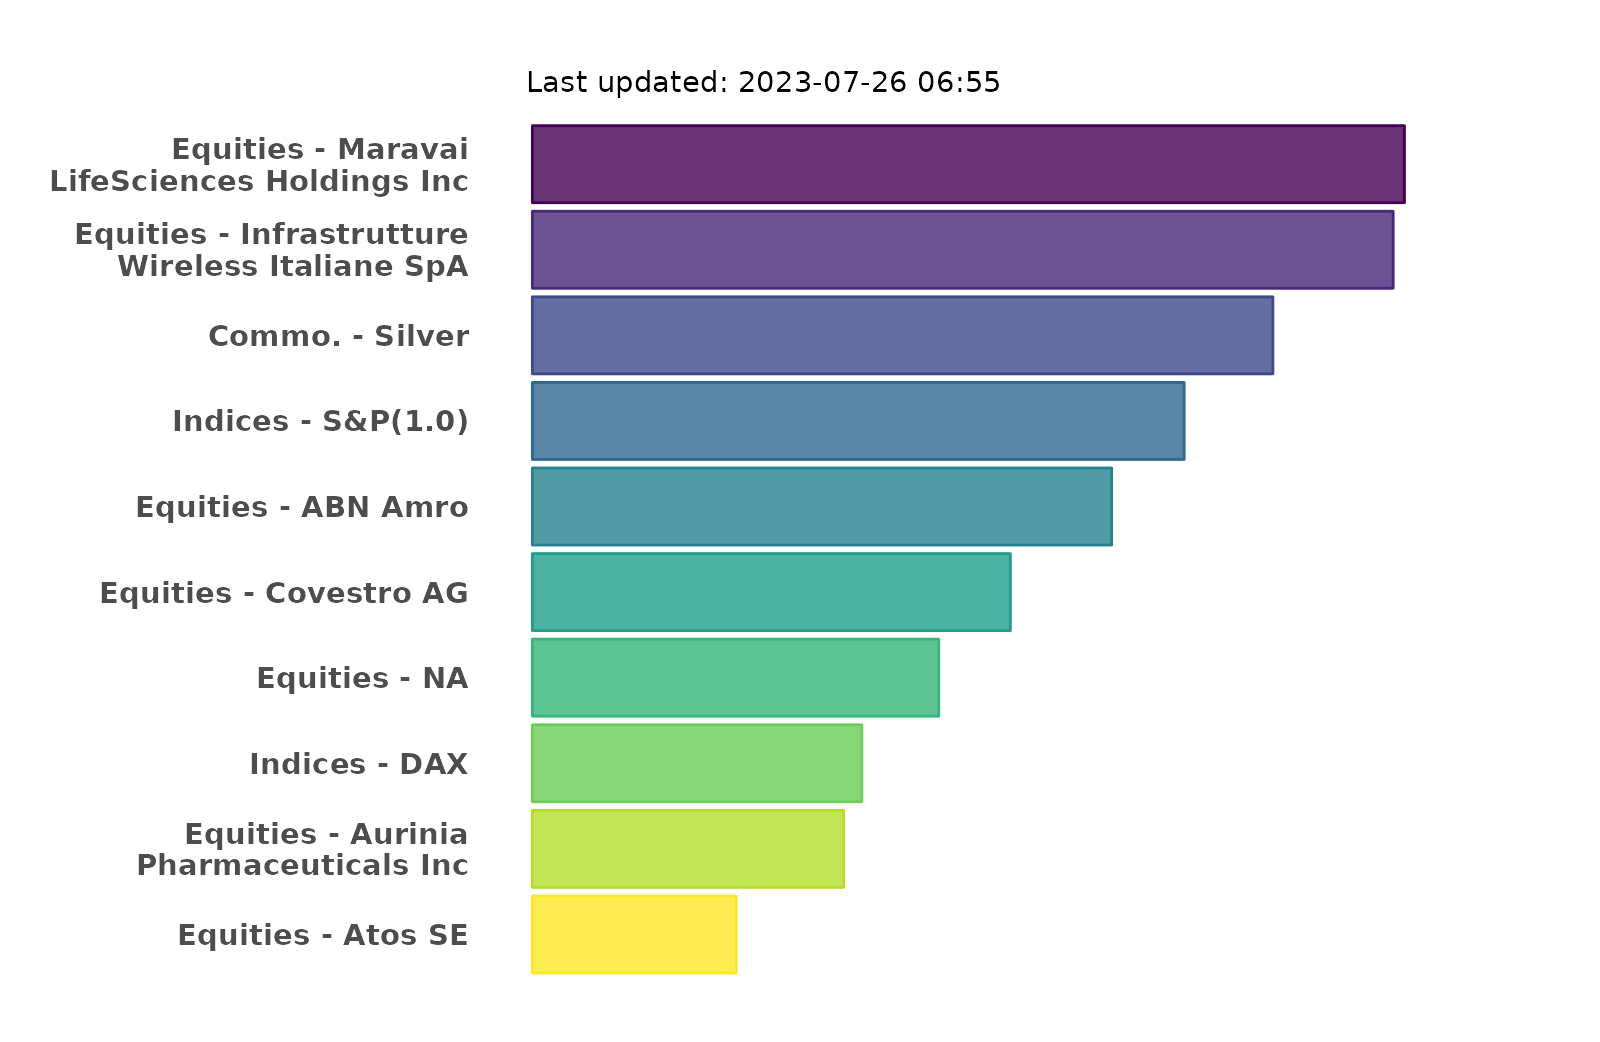 Last updated: 2023-07-26 06:55
Equities - Maravai
LifeSciences Holdings Inc
Equities - Infrastrutture
Wireless Italiane SpA
Commo. - Silver
Indices - S&P(1.0)
Equities - ABN Amro
Equities - Covestro AG
Equities - NA
Indices - DAX
Equities - Aurinia
Pharmaceuticals Inc
Equities - Atos SE